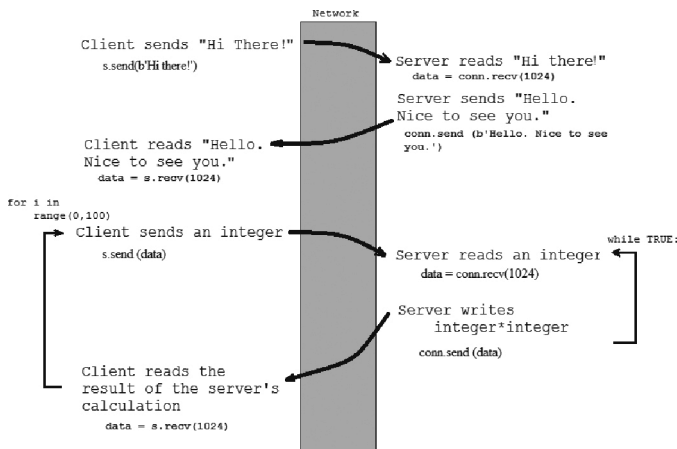 Network
Client sends "Hi There!"
s.send(b'Hi there!')
Server reads "Hi there!"
data = conn.recv(1024)
Server sends "Hello.
Nice to see you."
conn.send (b'Hello. Nice to see
you.')
Client reads "Hello.
Nice to see you."
data = s.recv(1024)
for i in
range(0,100)
Client sends an integer
s.send (data)
while TRUE:
Server reads an integer
data = conn.recv(1024)
Server writes
integer*integer
conn.send (data)
Client reads the
result of the server's
calculation
data = s.recv(1024)